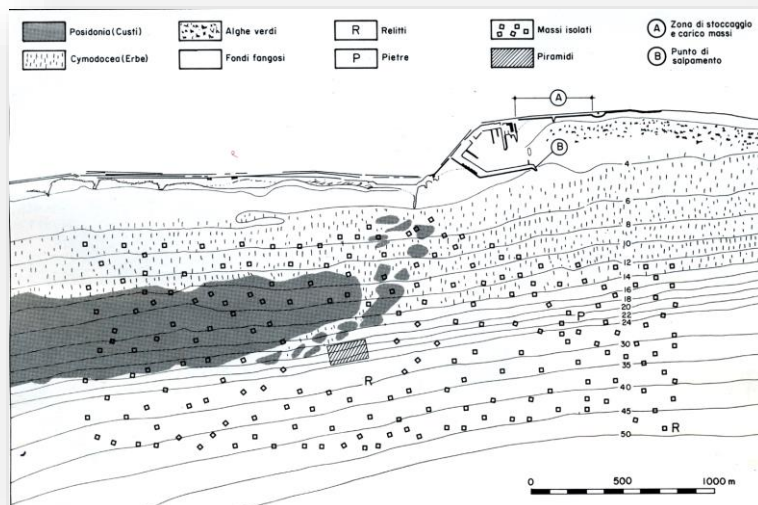 Posidonia (Custi)
Alghe verdi
R
Relitti
Massi isolati
A
Zona di stoccaggio
e carico massi
Cymodocea (Erbe)
Fondi fangosi
P
Pietre
Piramidi
B
Punto di
salpamento
A
B
4
6
8
10
12
14
16
18
20
22
24
30
35
40
45
50
P
R
R
0
500
1000 m